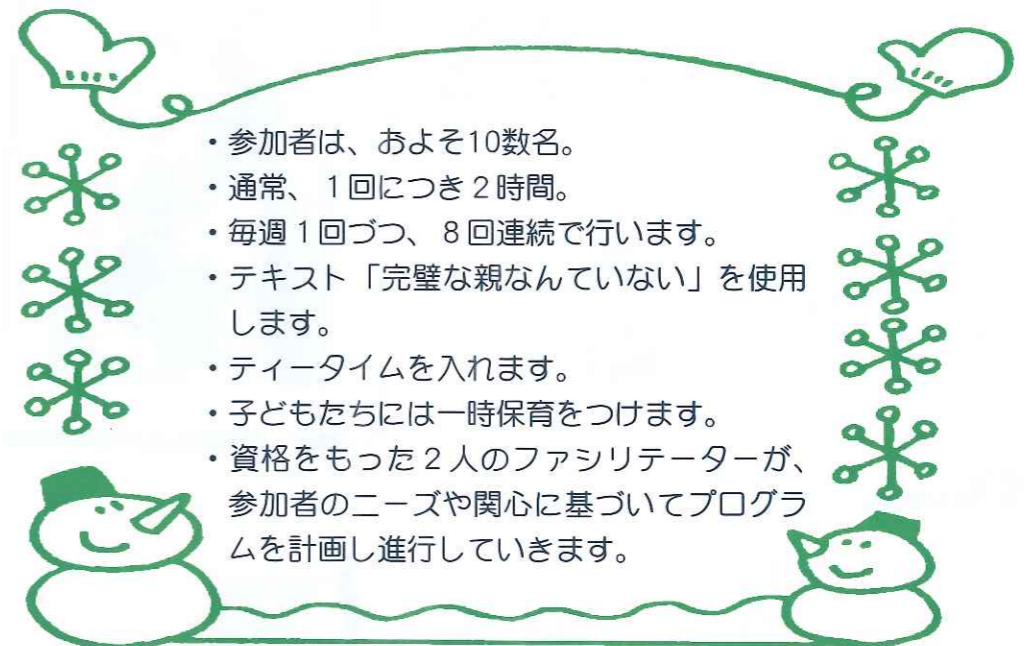 ・参加者は、およそ10数名。
・通常、１回につき２時間。
・毎週１回づつ、８回連続で行います。
・テキスト「完璧な親なんていない」を使用
します。
・ティータイムを入れます。
・子どもたちには一時保育をつけます。
・資格をもった２人のファシリテーターが、
参加者のニーズや関心に基づいてプログラ
ムを計画し進行していきます。